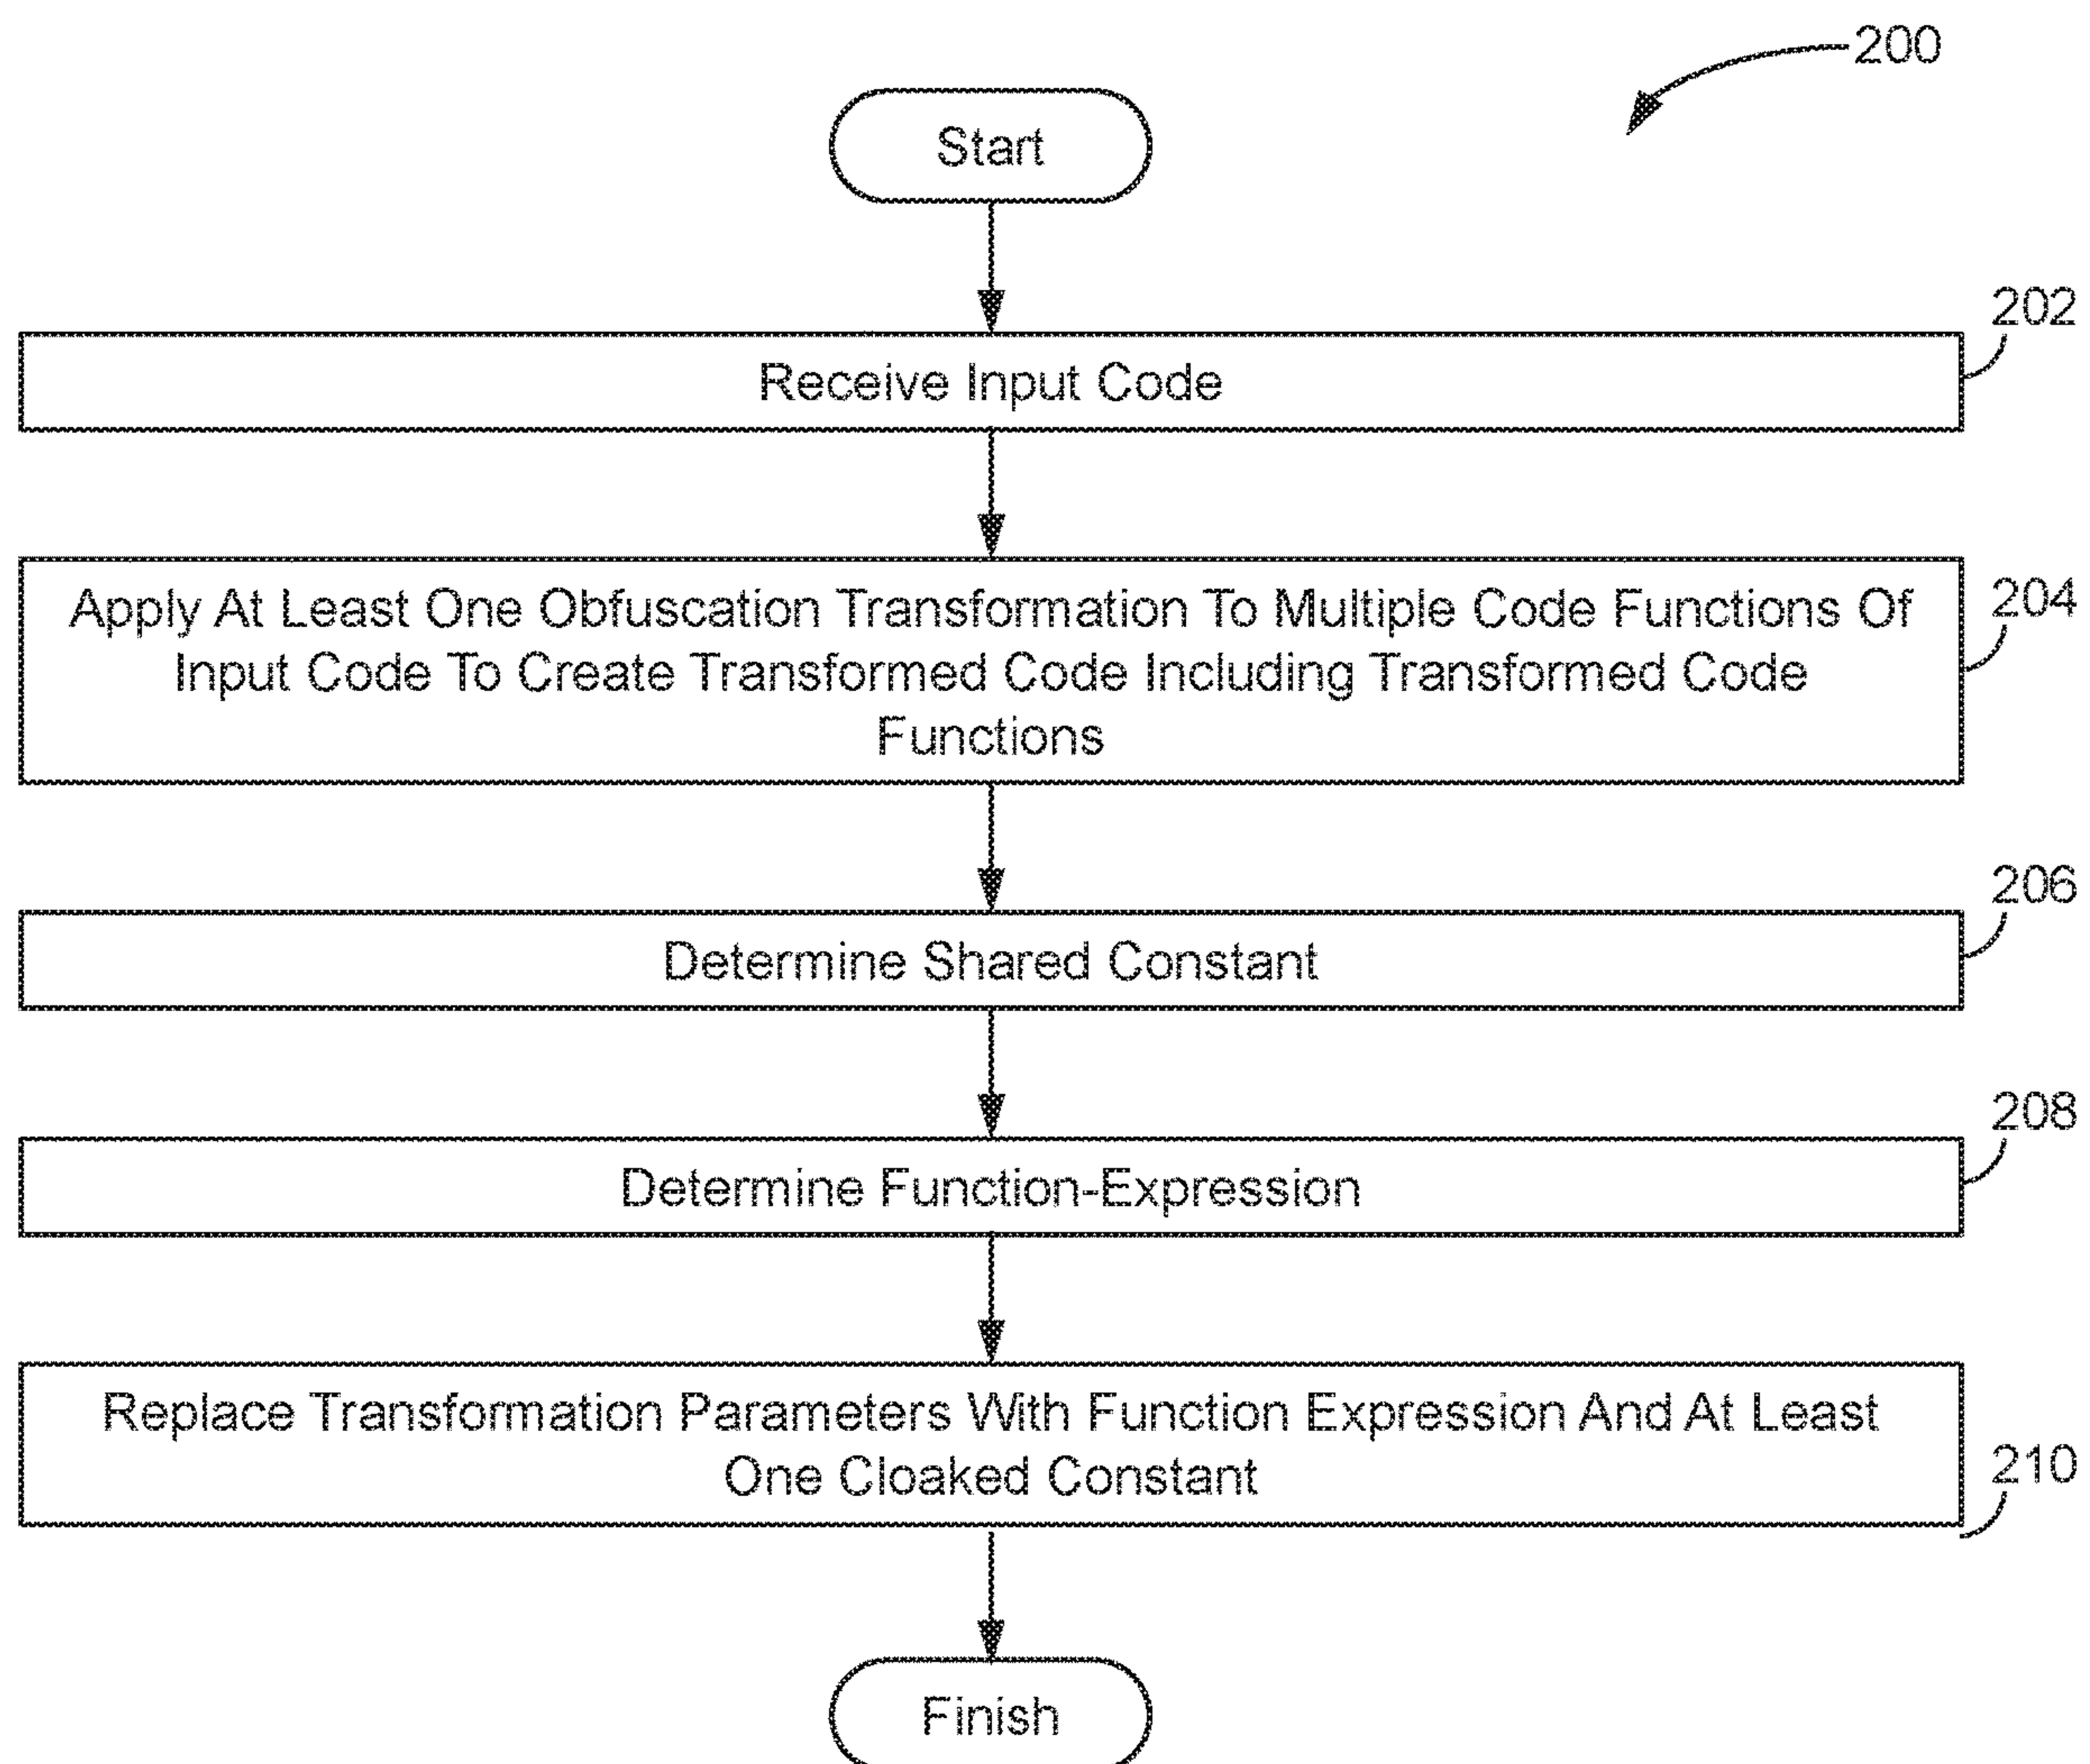 200
Start
202
Receive Input Code
204
Apply At Least One Obfuscation Transformation To Multiple Code Functions Of
Input Code To Create Transformed Code Including Transformed Code
Functions
206
Determine Shared Constant
208
Determine Function-Expression
Replace Transformation Parameters With Function Expression And At Least
One Cloaked Constant
210
Finish